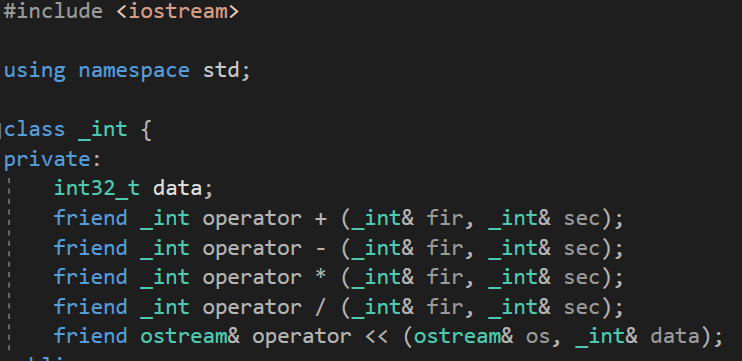 #include <iostream>
using namespace std;
class _int {
private:
int32_t data;
friend _int operator + (_int& fir, _int& sec);
friend _int operator - (_int& fir, _int& sec);
friend _int operator * (_int& fir, _int& sec);
friend _int operator / (_int& fir, _int& sec);
friend ostream& operator << (ostream& os, _int& data);